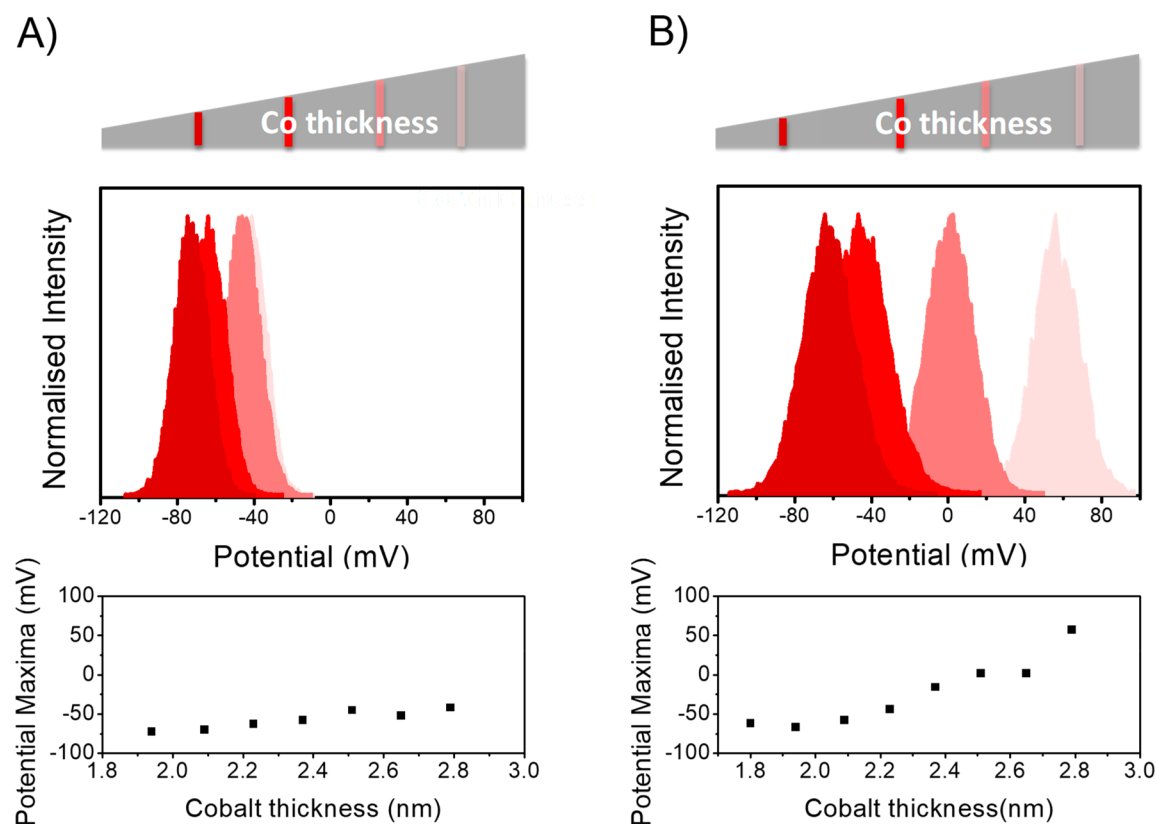 A)
Co thickness
Normalised Intensity
-120 -80 -40 0 40 80
Potential (mV)
Potential Maxima (mV)
100
50
0
-50
-100
1.8 2.0 2.2 2.4 2.6 2.8 3.0
Cobalt thickness (nm)
B)
Co thickness
Normalised Intensity
-120 -80 -40 0 40 80
Potential (mV)
Potential Maxima (mV)
100
50
0
-50
-100
1.8 2.0 2.2 2.4 2.6 2.8 3.0
Cobalt thickness(nm)